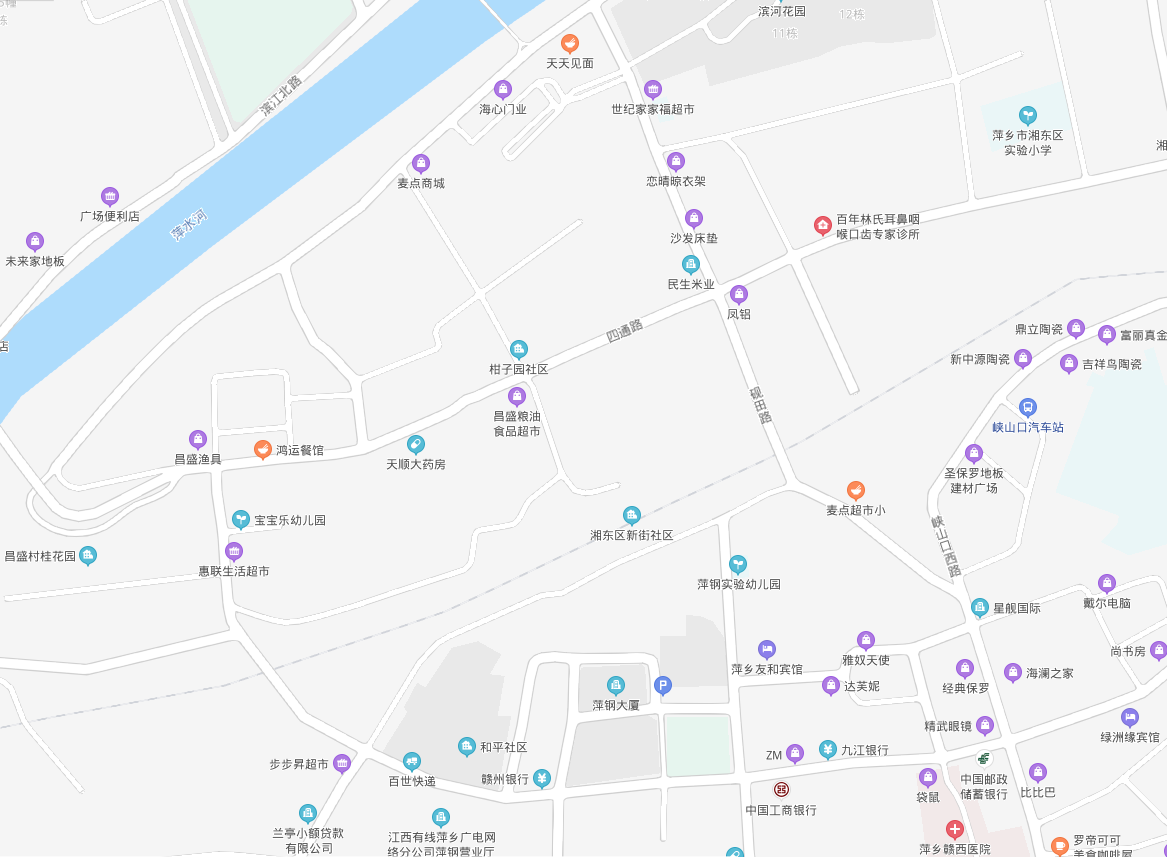 栋
滨河花园
12栋
11栋
天天见面
滨江北路
海心门业
世纪家家福超市
萍乡市湘东区
实验小学
湘
麦点商城
恋晴晾衣架
广场便利店
萍水河
百年林氏耳鼻咽
喉口齿专家诊所
沙发床垫
未来家地板
民生米业
凤铝
四通路
鼎立陶瓷
富丽真金
店
新中源陶瓷
吉祥鸟陶瓷
柑子园社区
砚田路
昌盛粮油
食品超市
峡山口汽车站
昌盛渔具
鸿运餐馆
天顺大药房
圣保罗地板
建材广场
麦点超市小
宝宝乐幼儿园
湘东区新街社区
峡山口西路
昌盛村桂花园
惠联生活超市
萍钢实验幼儿园
星舰国际
戴尔电脑
雅奴天使
尚书房
萍乡友和宾馆
海澜之家
达芙妮
经典保罗
P
萍钢大厦
精武眼镜
绿洲缘宾馆
和平社区
ZM
九江银行
步步昇超市
百世快递
赣州银行
中国邮政
储蓄银行
比比巴
袋鼠
中国工商银行
兰亭小额贷款
有限公司
江西有线萍乡广电网
络分公司萍钢营业厅
萍乡赣西医院
罗帝可可
美食咖啡屋